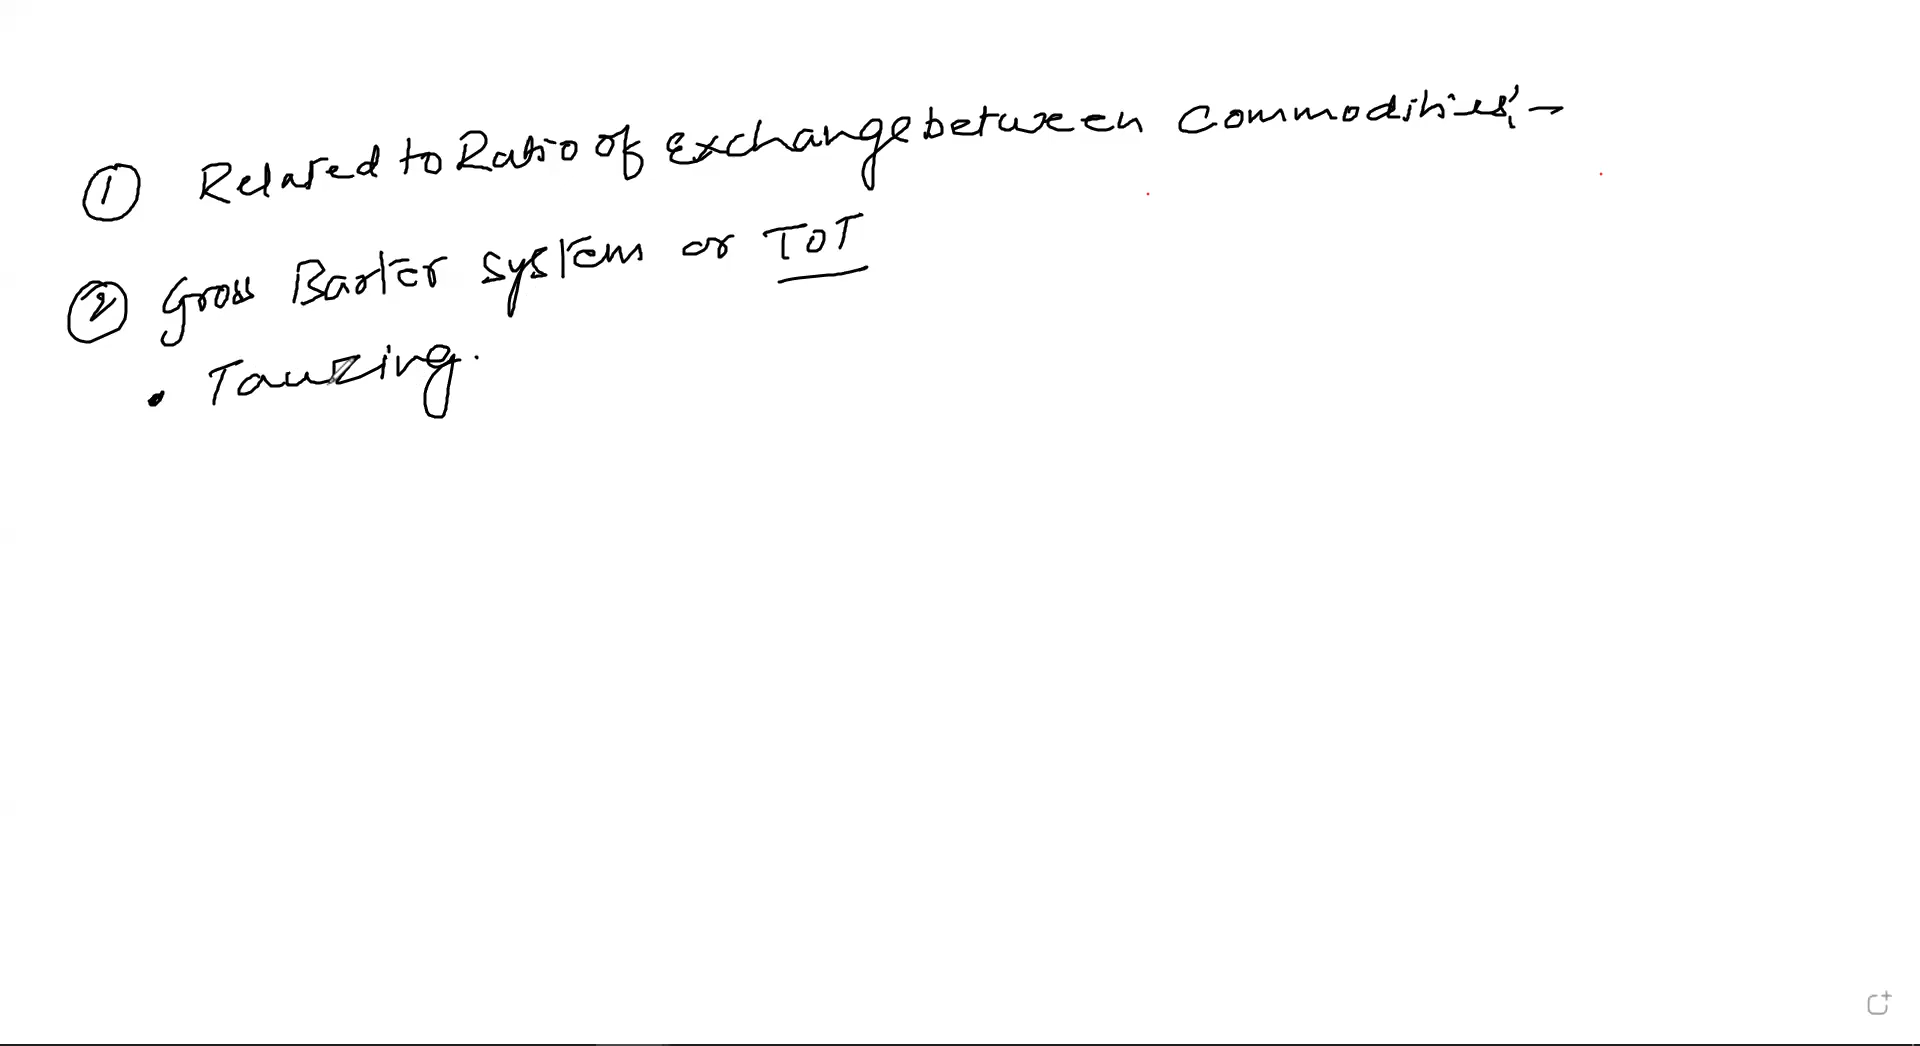 ① Related to Ratio of Exchange between Commodities:-
② Gross Barter system or TOT
• Tauzing.